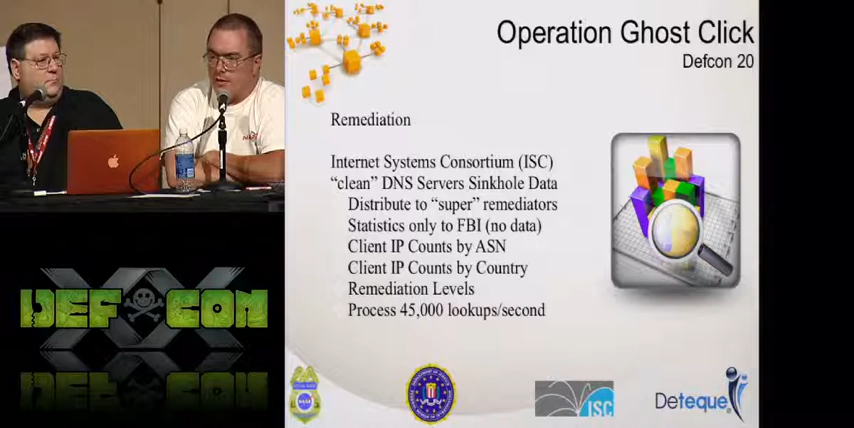 Operation Ghost Click
Defcon 20
Remediation
Internet Systems Consortium (ISC)
“clean” DNS Servers Sinkhole Data
Distribute to “super” remediators
Statistics only to FBI (no data)
Client IP Counts by ASN
Client IP Counts by Country
Remediation Levels
Process 45,000 lookups/second
DEF CON
ISC
Deteque